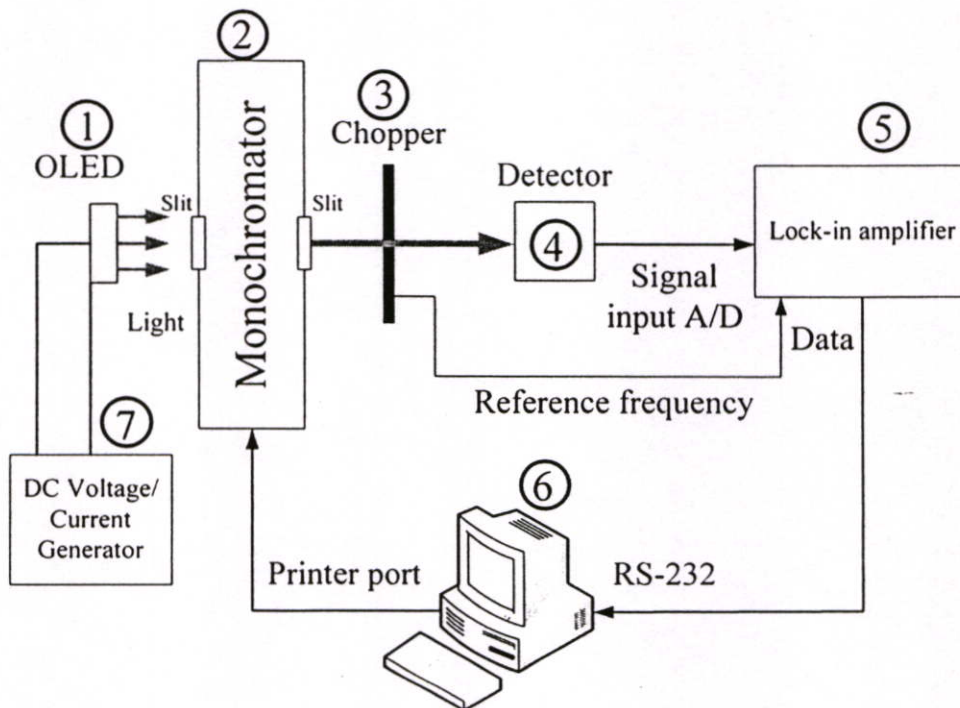 2
3
Chopper
1
OLED
5
Slit
Monochromator
Slit
Detector
4
Lock-in amplifier
Signal
input A/D
Light
Data
Reference frequency
7
DC Voltage/
Current
Generator
6
Printer port
RS-232